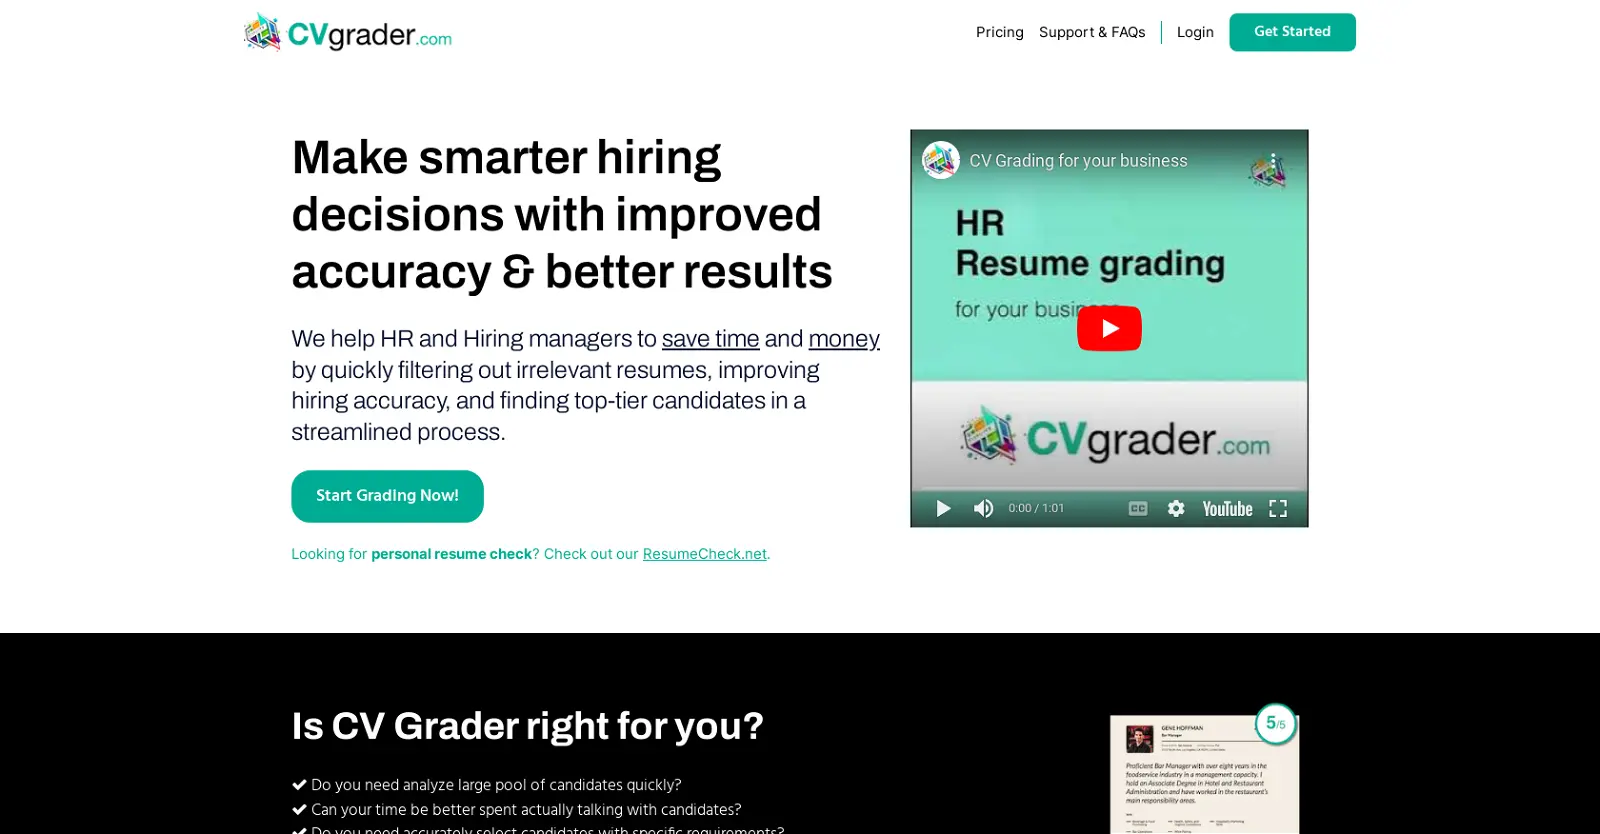 CVgrader.com
Pricing
Support & FAQs
Login
Get Started
Make smarter hiring
decisions with improved
accuracy & better results
We help HR and Hiring managers to save time and money
by quickly filtering out irrelevant resumes, improving
hiring accuracy, and finding top-tier candidates in a
streamlined process.
Start Grading Now!
Looking for personal resume check? Check out our ResumeCheck.net.
CV Grading for your business
HR
Resume grading
for your business
CVgrader.com
0:00 / 1:01
CC
YouTube
Is CV Grader right for you?
Do you need analyze large pool of candidates quickly?
Can your time be better spent actually talking with candidates?
Do you need accurately select candidates with specific requirements?
5/5
GENE HOFFMAN
Bar Manager
Proficient Bar Manager with over eight years in the
foodservice industry in a management capacity. I
hold an Associate Degree in Hotel and Restaurant
Administration and have worked in the restaurant's
main responsibility areas.